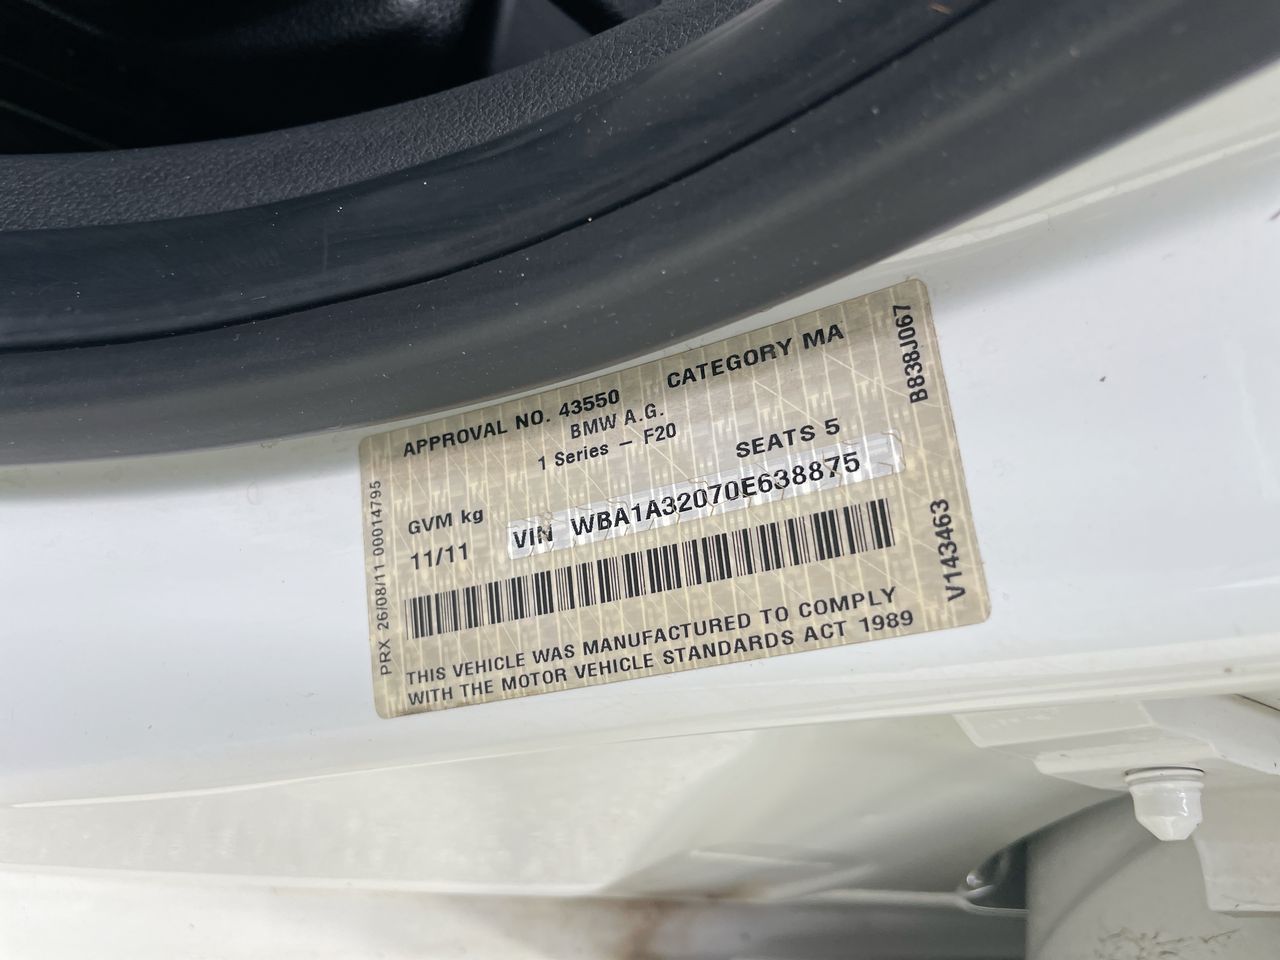 APPROVAL NO. 43550
CATEGORY MA
BMW A.G.
1 Series – F20
SEATS 5
GVM kg
VIN WBA1A32070E638875
11/11
THIS VEHICLE WAS MANUFACTURED TO COMPLY
WITH THE MOTOR VEHICLE STANDARDS ACT 1989
PRX 26/08/11 00014795
B838J067
V143463